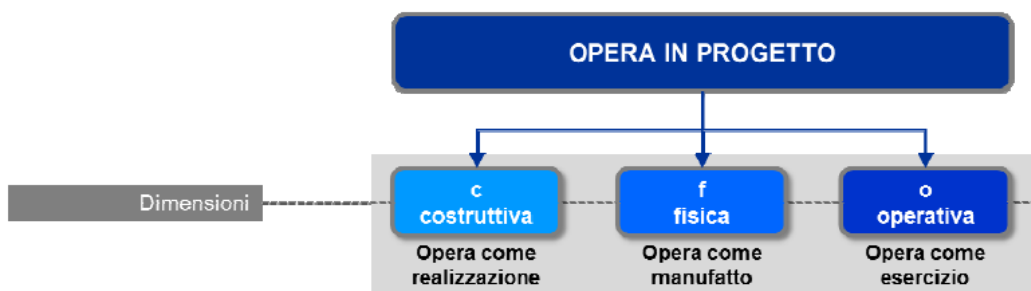 OPERA IN PROGETTO
Dimensioni
c
costruttiva
f
fisica
o
operativa
Opera come
realizzazione
Opera come
manufatto
Opera come
esercizio